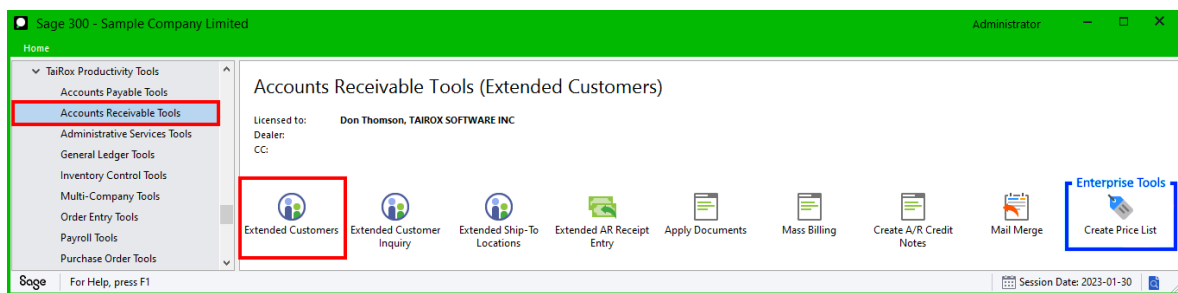 Sage 300 - Sample Company Limited
Administrator
Home
TaiRox Productivity Tools
Accounts Payable Tools
Accounts Receivable Tools
Administrative Services Tools
General Ledger Tools
Inventory Control Tools
Multi-Company Tools
Order Entry Tools
Payroll Tools
Purchase Order Tools
Accounts Receivable Tools (Extended Customers)
Licensed to: Don Thomson, TAIROX SOFTWARE INC
Dealer:
CC:
Enterprise Tools
Extended Customers
Extended Customer
Inquiry
Extended Ship-To
Locations
Extended AR Receipt
Entry
Apply Documents
Mass Billing
Create A/R Credit
Notes
Mail Merge
Create Price List
Sage For Help, press F1
Session Date: 2023-01-30